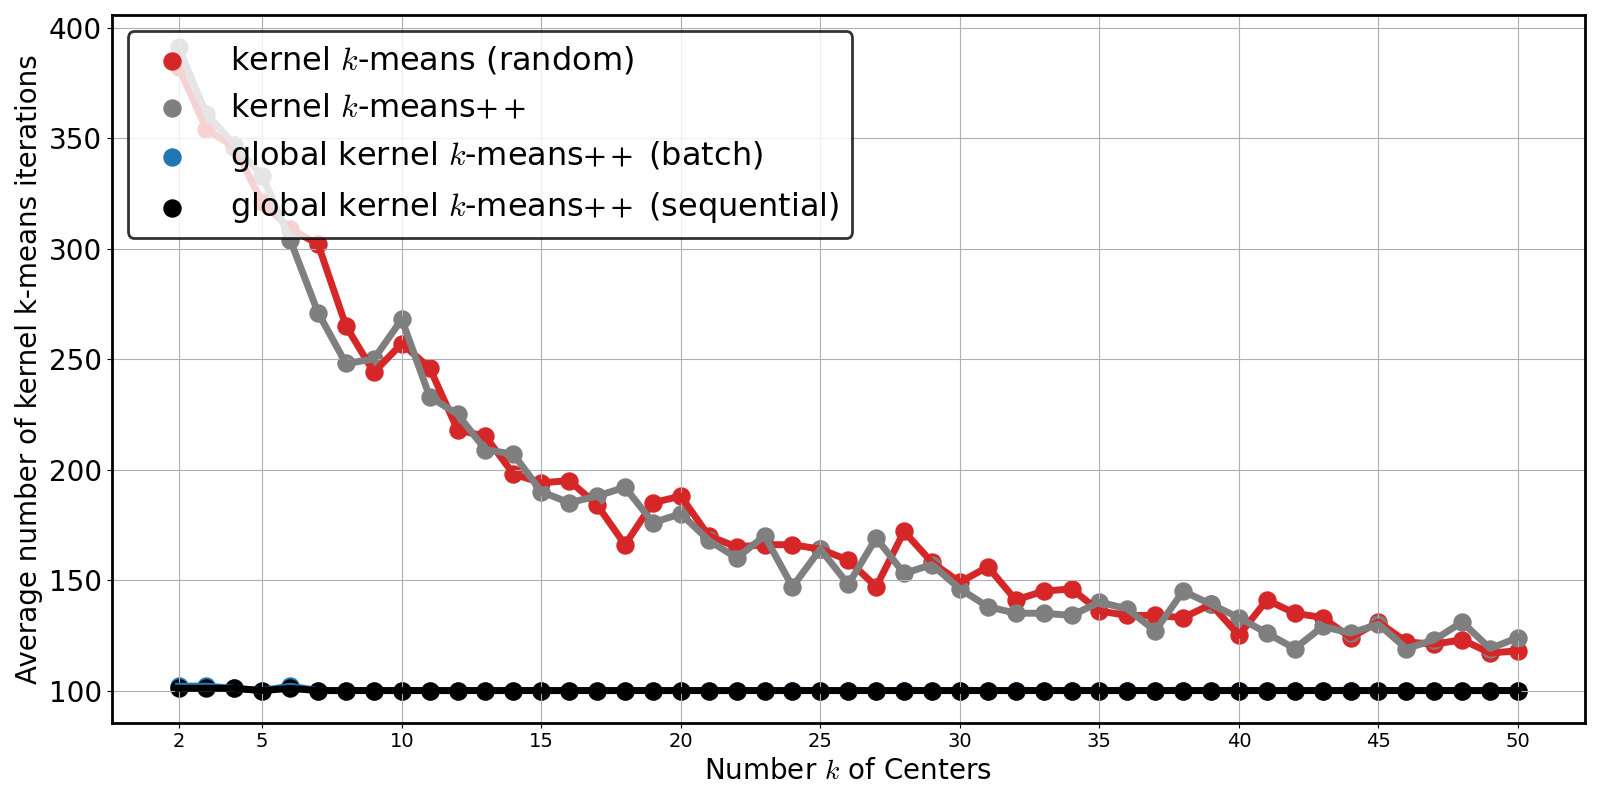 400
350
300
250
200
150
100
Average number of kernel k-means iterations
kernel k-means (random)
kernel k-means++
global kernel k-means++ (batch)
global kernel k-means++ (sequential)
2 5 10 15 20 25 30 35 40 45 50
Number k of Centers